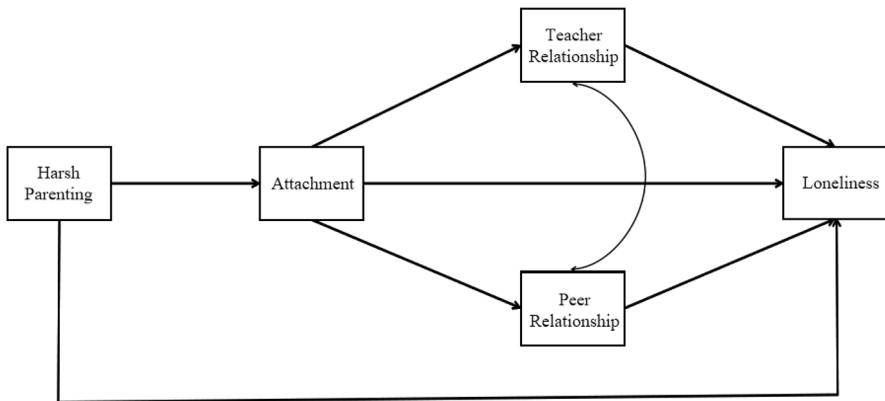 Teacher
Relationship
Harsh
Parenting
Attachment
Loneliness
Peer
Relationship